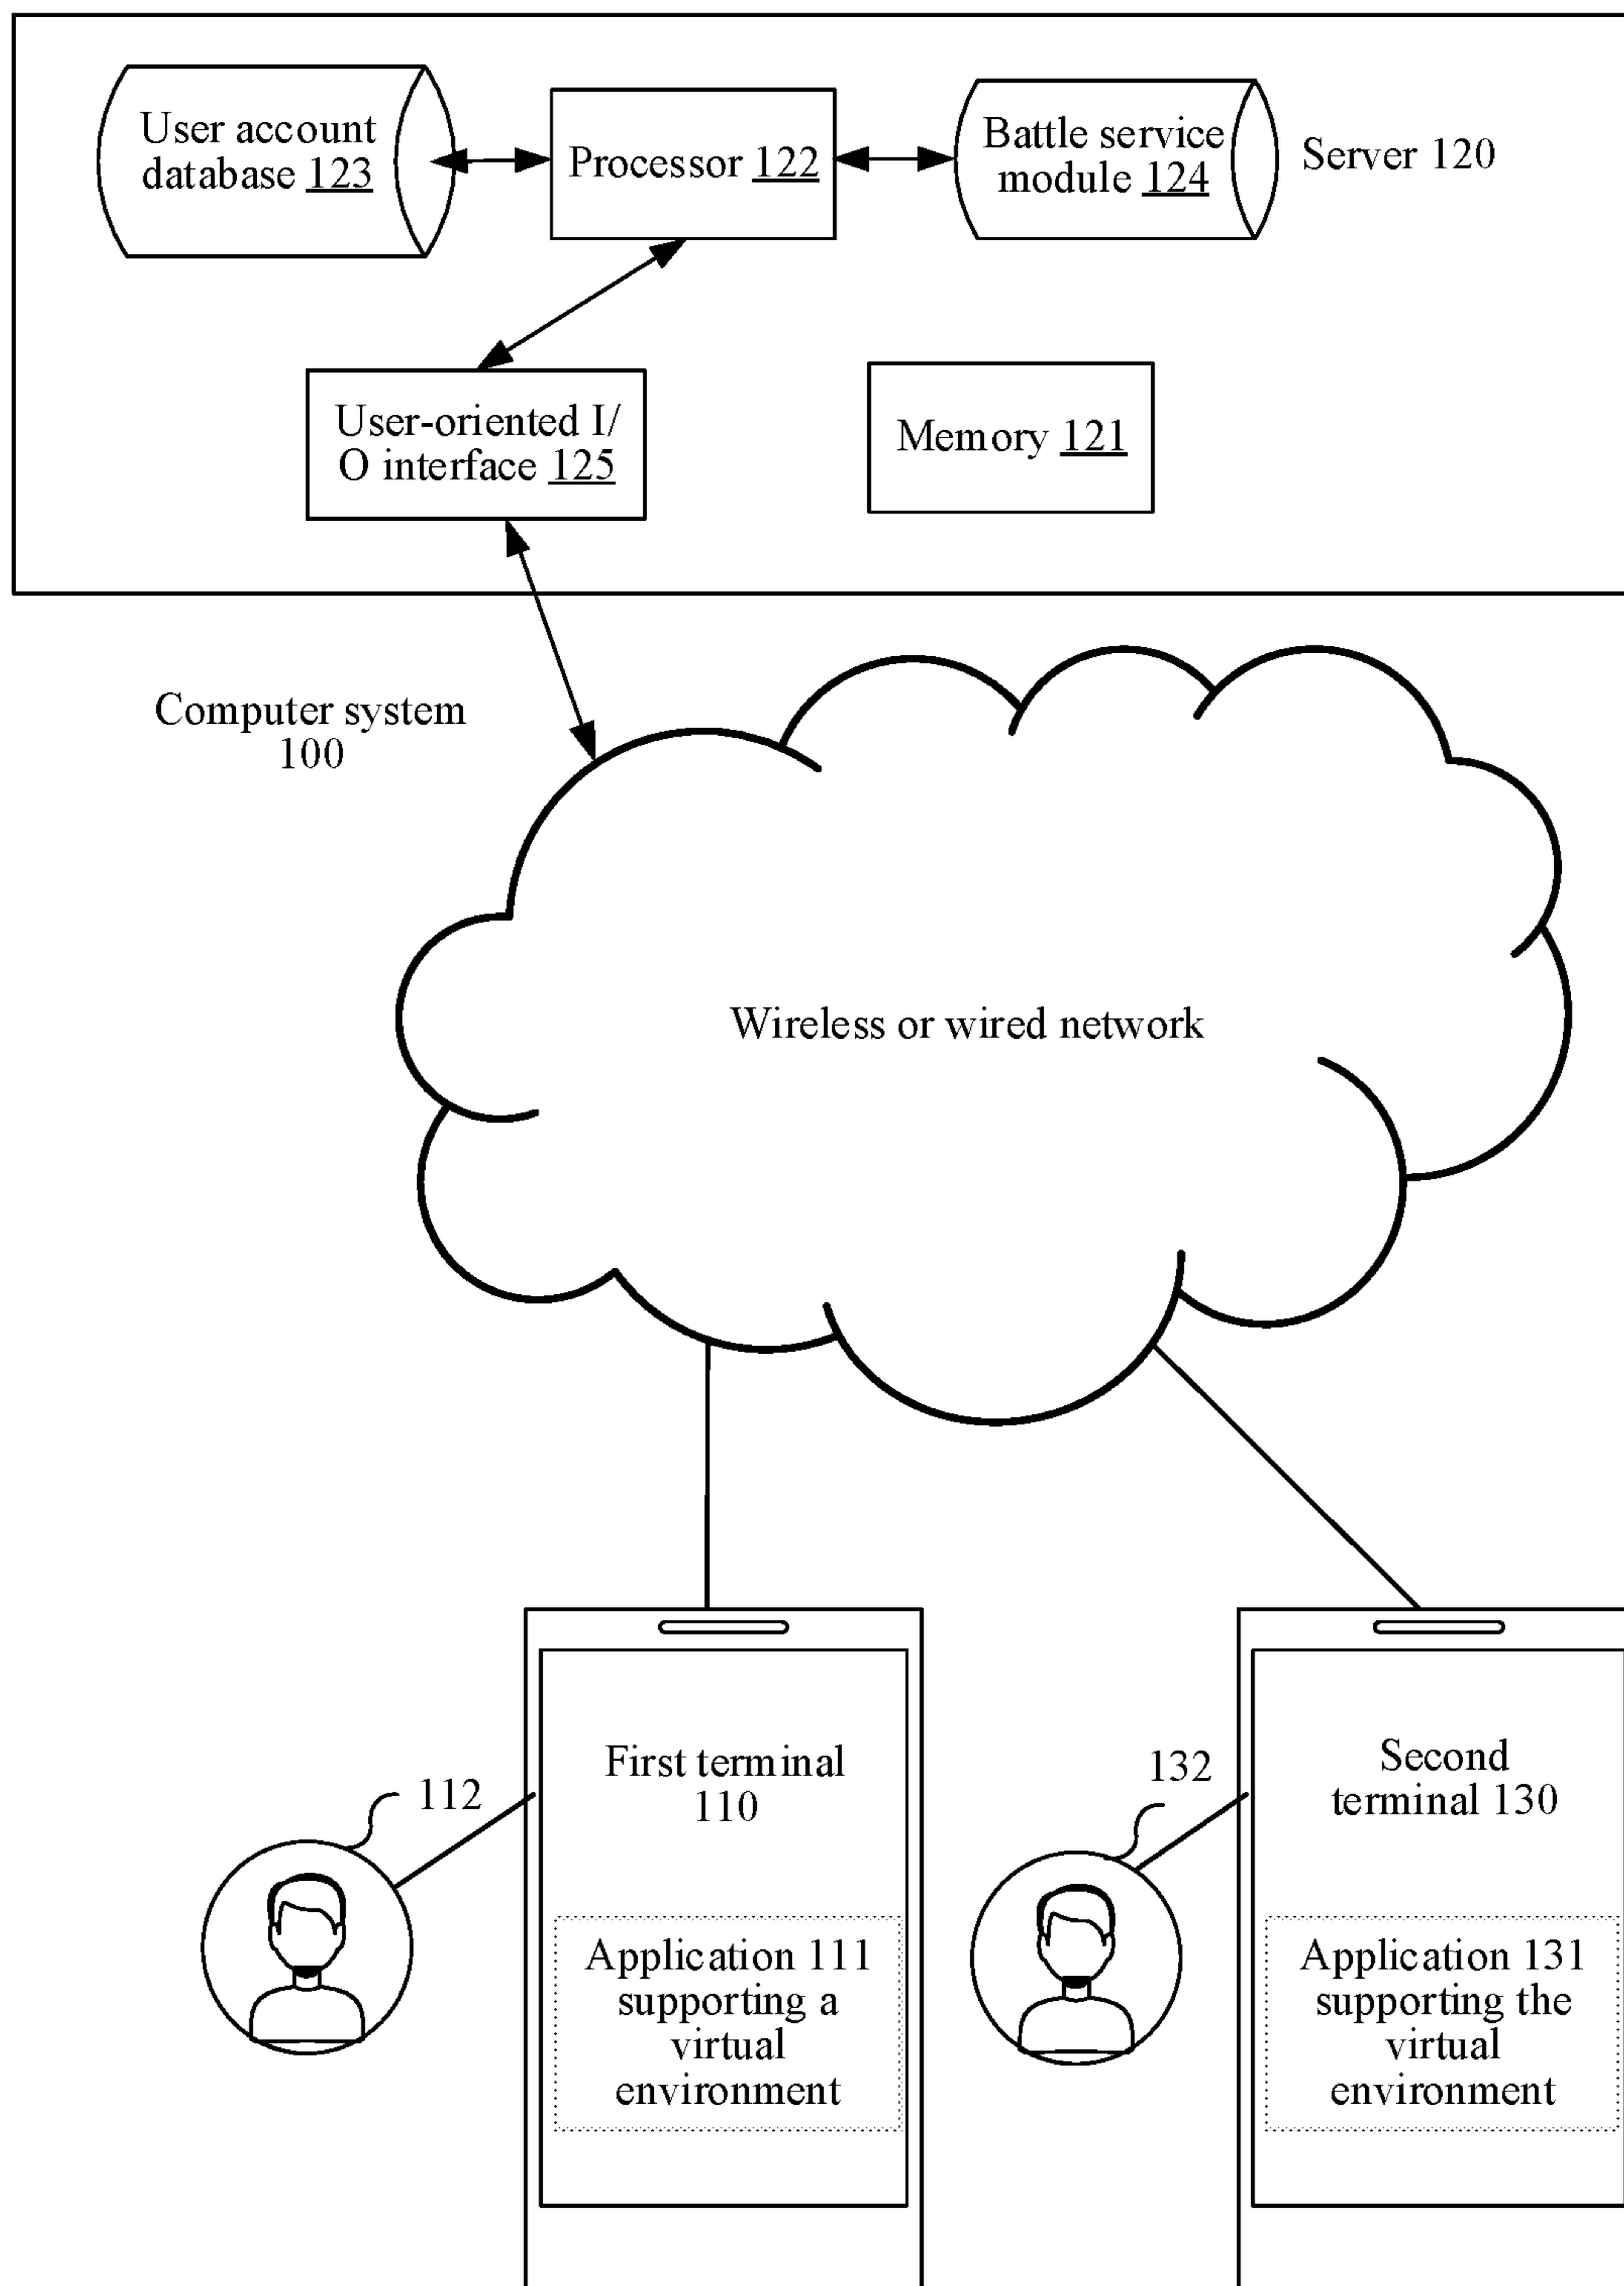 User account
database 123
Processor 122
Battle service
module 124
Server 120
User-oriented I/
O interface 125
Memory 121
Computer system
100
Wireless or wired network
First terminal
110
112
Application 111
supporting a
virtual
environment
132
Second
terminal 130
Application 131
supporting the
virtual
environment